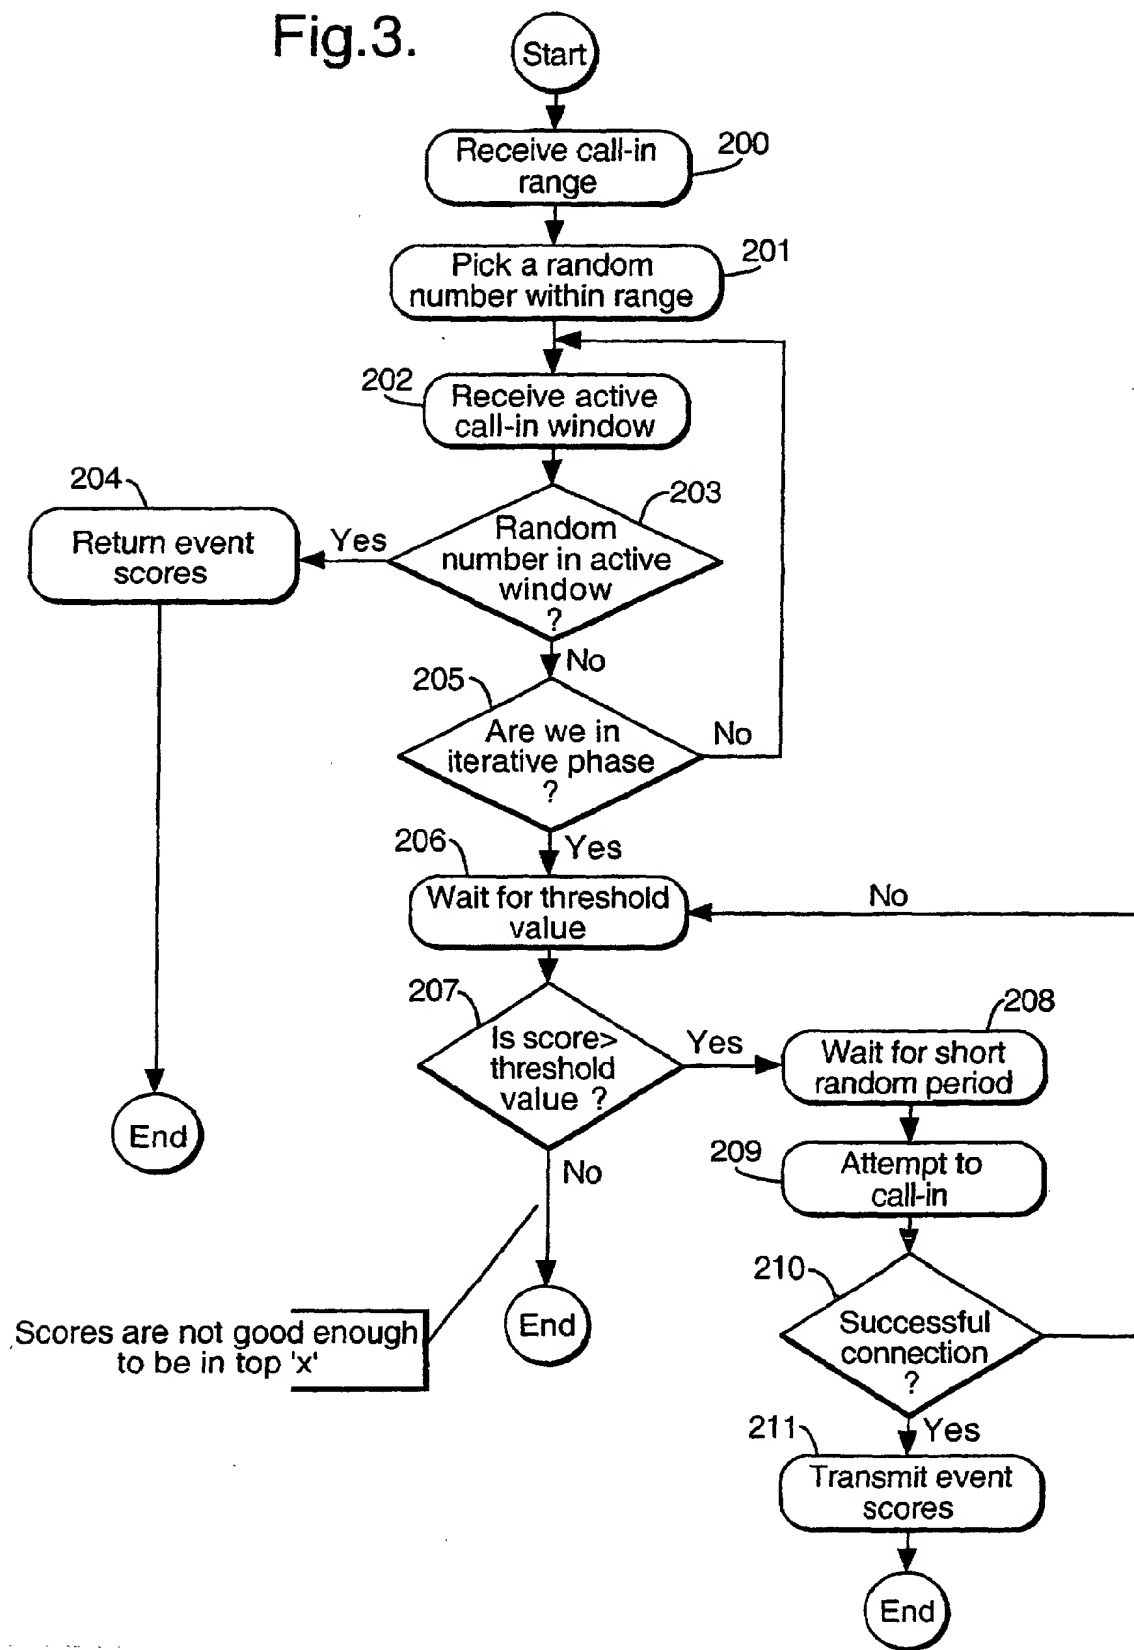 Fig.3.
Start
Receive call-in
range
200
Pick a random
number within range
201
202
Receive active
call-in window
203
Random
number in active
window
?
Yes
204
Return event
scores
No
205
Are we in
iterative phase
?
No
Yes
206
Wait for threshold
value
No
207
Is score>
threshold
value ?
Yes
208
Wait for short
random period
End
No
209
Attempt to
call-in
210
Successful
connection
?
Scores are not good enough
to be in top 'x'
End
Yes
211
Transmit event
scores
End